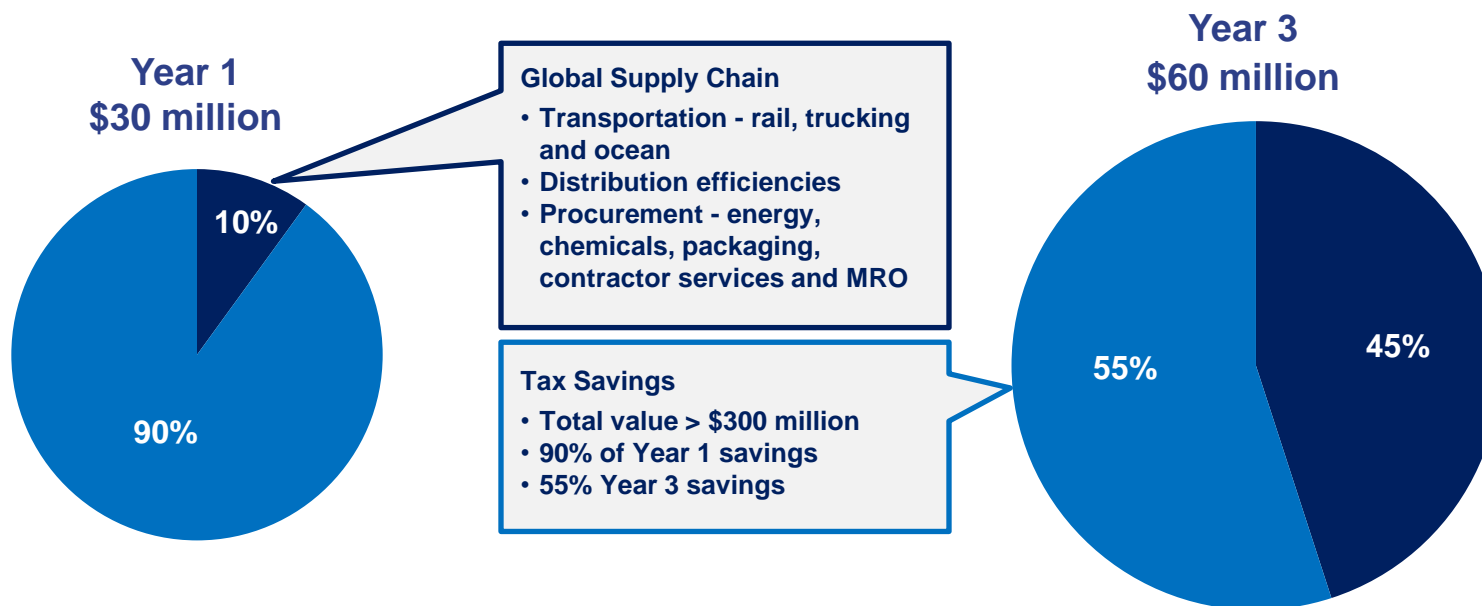 Year 1
$30 million
10%
90%
Global Supply Chain
• Transportation - rail, trucking
and ocean
• Distribution efficiencies
• Procurement - energy,
chemicals, packaging,
contractor services and MRO
Tax Savings
• Total value > $300 million
• 90% of Year 1 savings
• 55% Year 3 savings
Year 3
$60 million
55%
45%